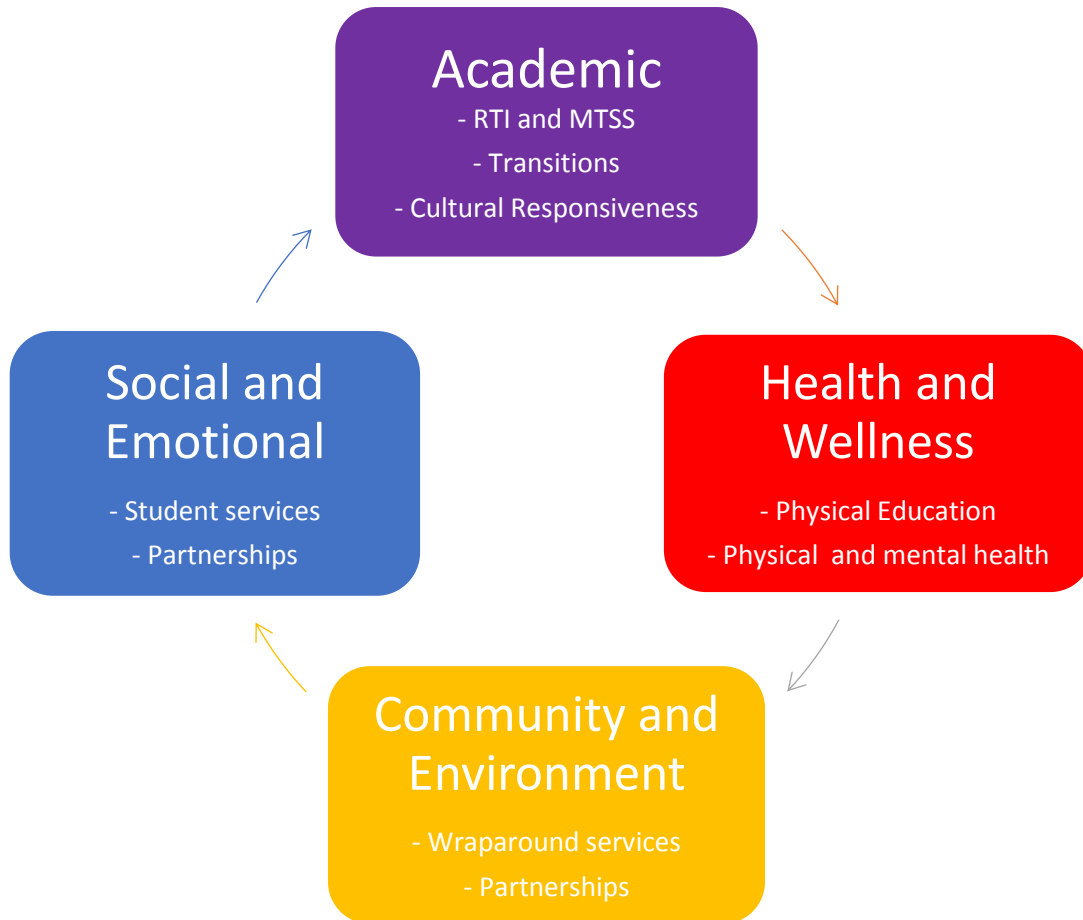 Academic
- RTI and MTSS
- Transitions
- Cultural Responsiveness
Social and
Emotional
- Student services
- Partnerships
Health and
Wellness
- Physical Education
- Physical  and mental health
Community and
Environment
- Wraparound services
- Partnerships